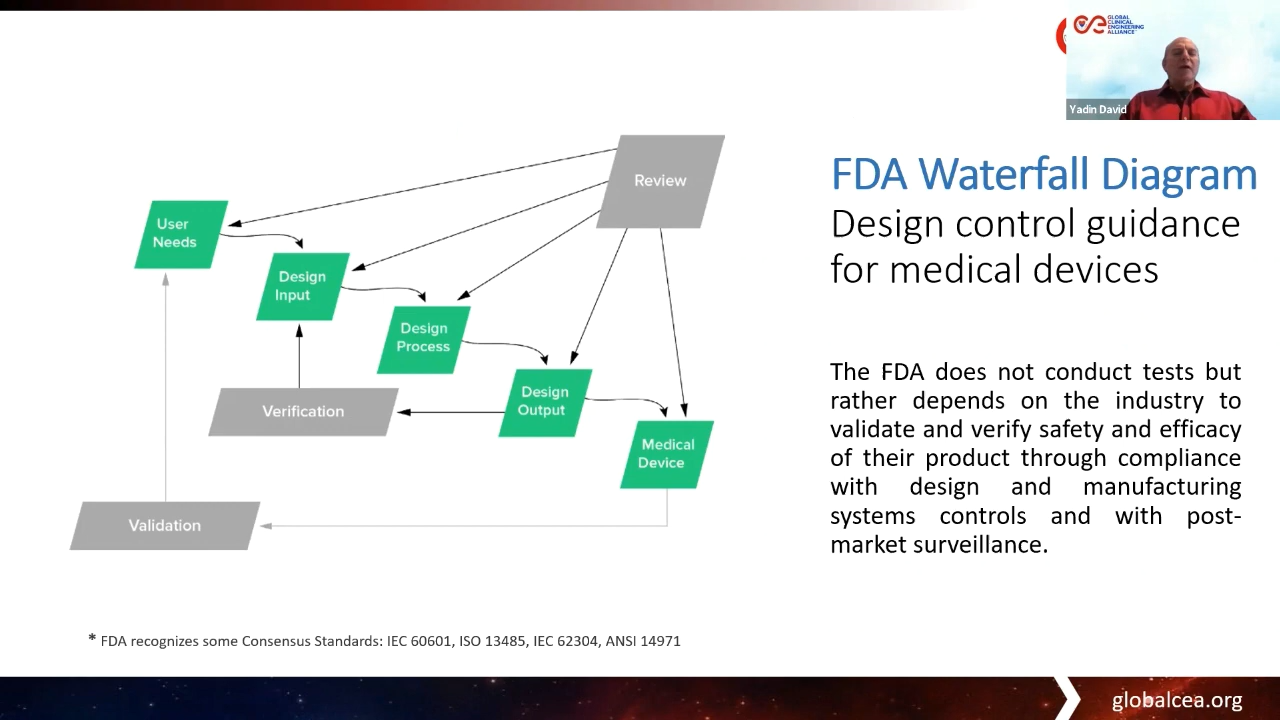 GLOBAL
CLINICAL
ENGINEERING
ALLIANCE
Yadin David
FDA Waterfall Diagram
Design control guidance
for medical devices
Review
User
Needs
Design
Input
Design
Process
Design
Output
Medical
Device
Verification
Validation
The FDA does not conduct tests but
rather depends on the industry to
validate and verify safety and efficacy
of their product through compliance
with design and manufacturing
systems controls and with post-
market surveillance.
* FDA recognizes some Consensus Standards: IEC 60601, ISO 13485, IEC 62304, ANSI 14971
globalcea.org